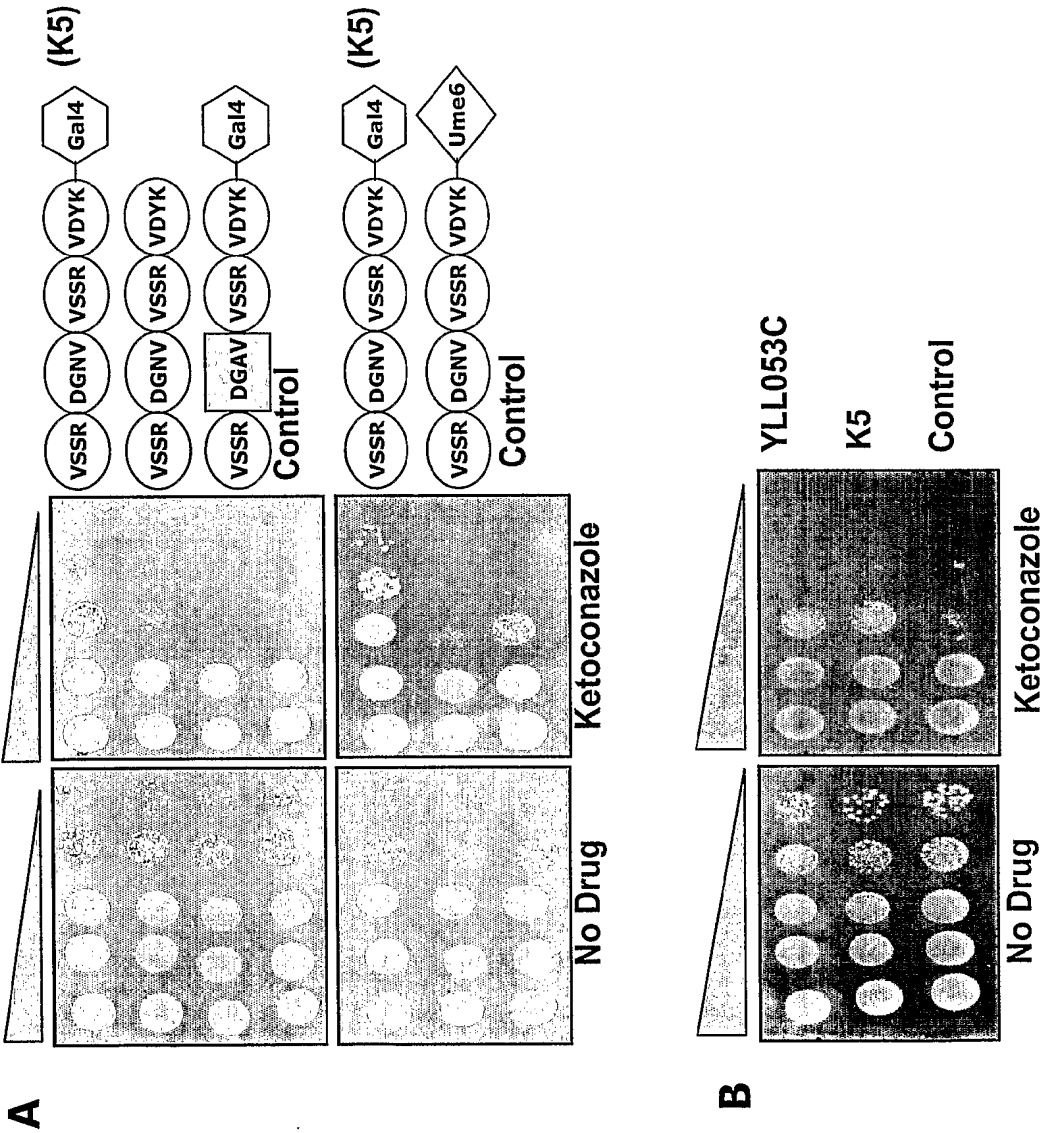 A
VSSR DGNV VSSR VDYK Gal4 (K5)
VSSR DGNV VSSR VDYK
VSSR DGAV VSSR VDYK Gal4
Control
VSSR DGNV VSSR VDYK Gal4 (K5)
VSSR DGNV VSSR VDYK Ume6
Control
No Drug Ketoconazole
B
YLL053C
K5
Control
No Drug Ketoconazole